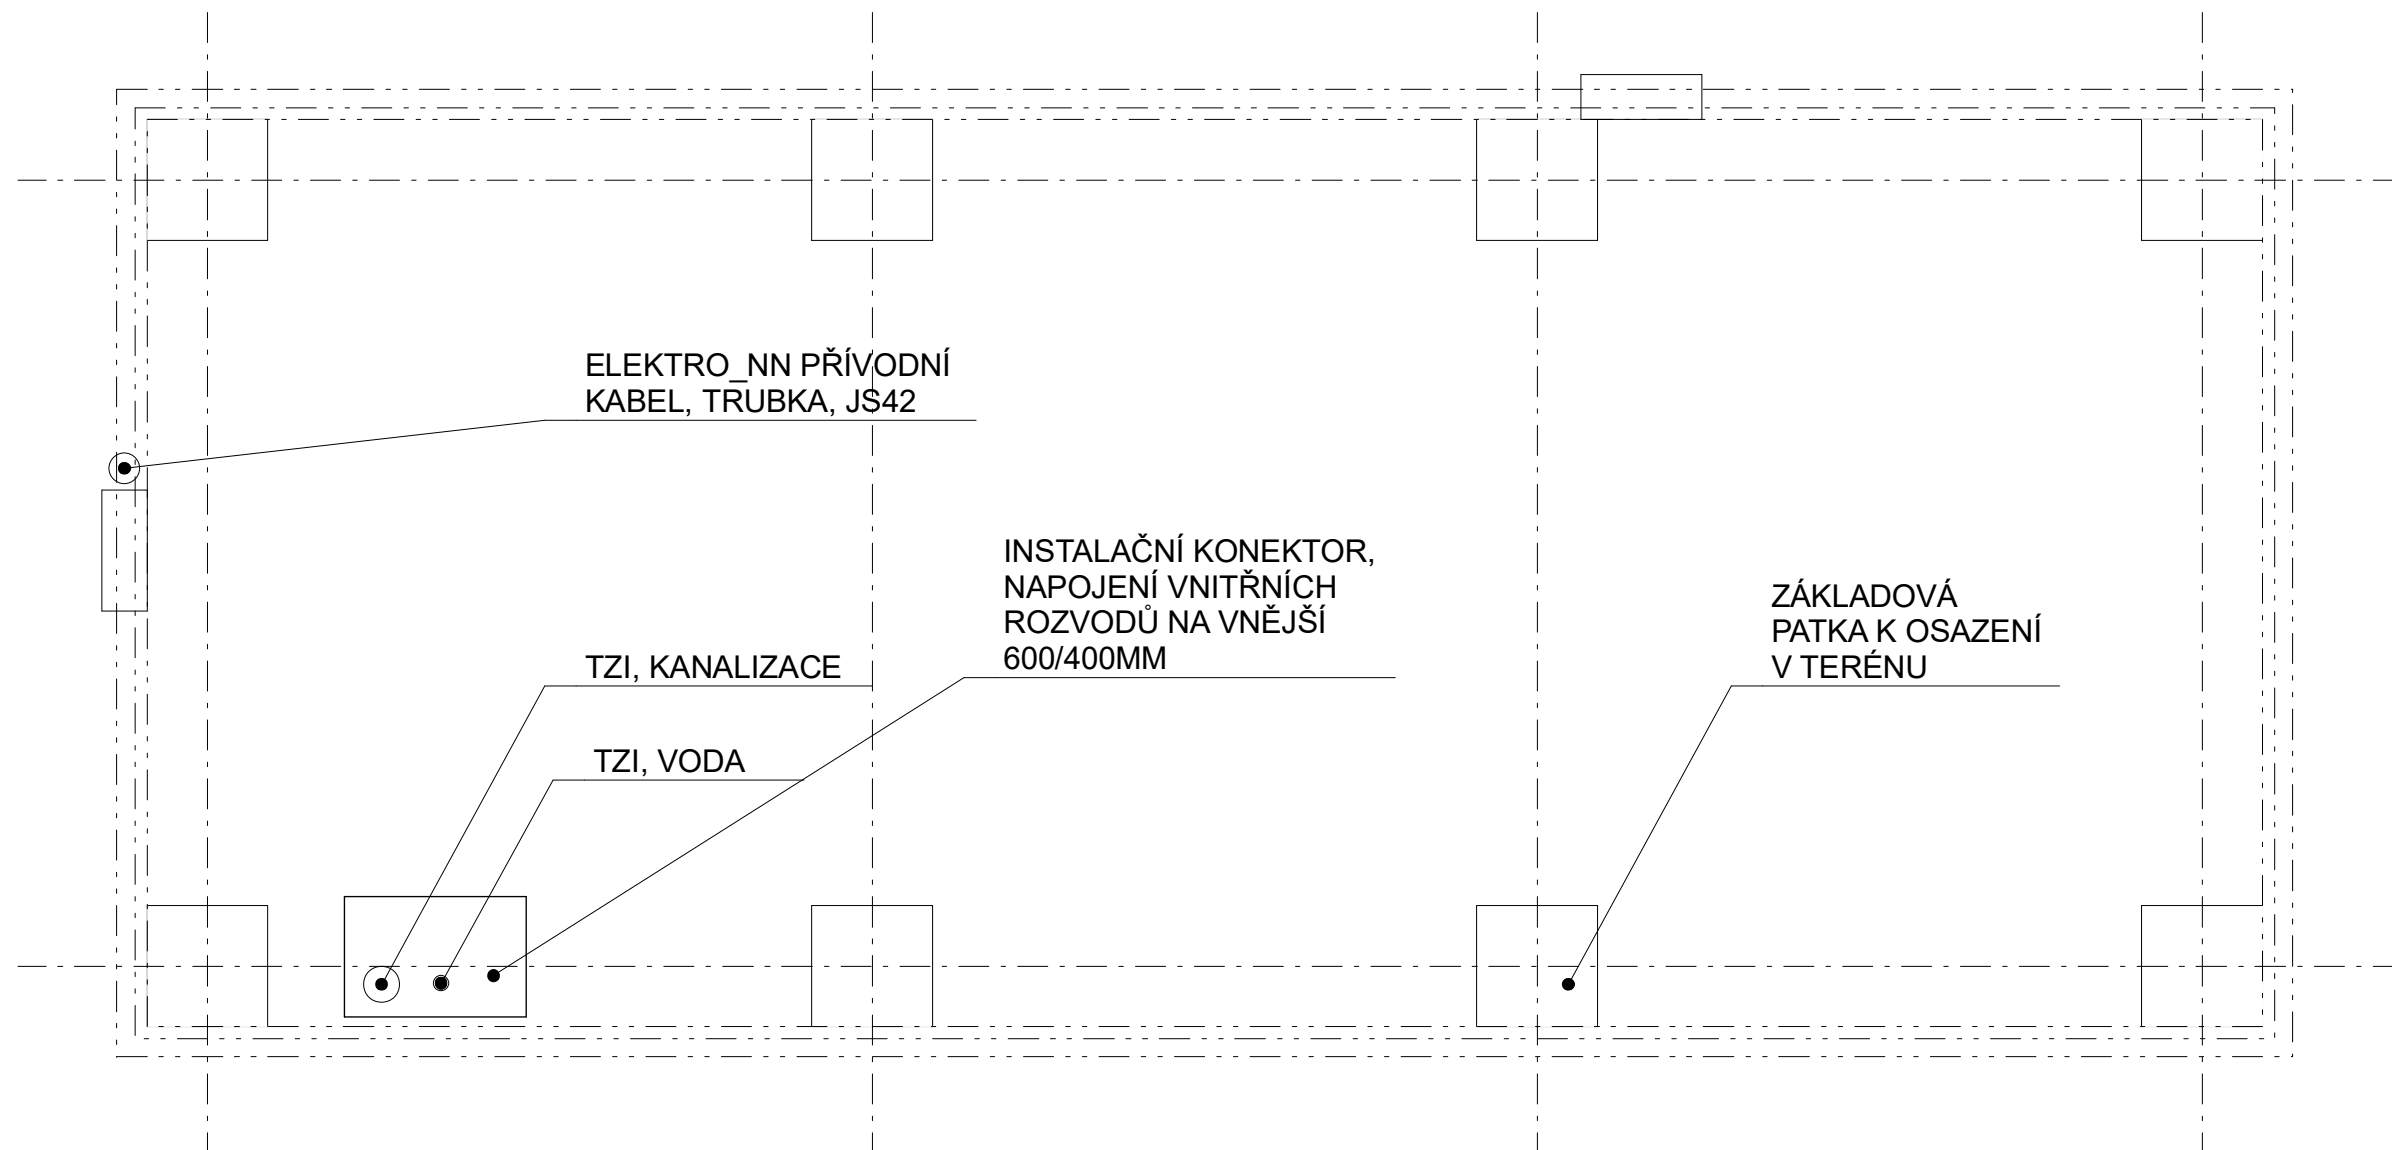 ELEKTRO_NN PŘÍVODNÍ
KABEL, TRUBKA, JS42
INSTALAČNÍ KONEKTOR,
NAPOJENÍ VNITŘNÍCH
ROZVODŮ NA VNĚJŠÍ
600/400MM
ZÁKLADOVÁ
PATKA K OSAZENÍ
V TERÉNU
TZI, KANALIZACE
TZI, VODA